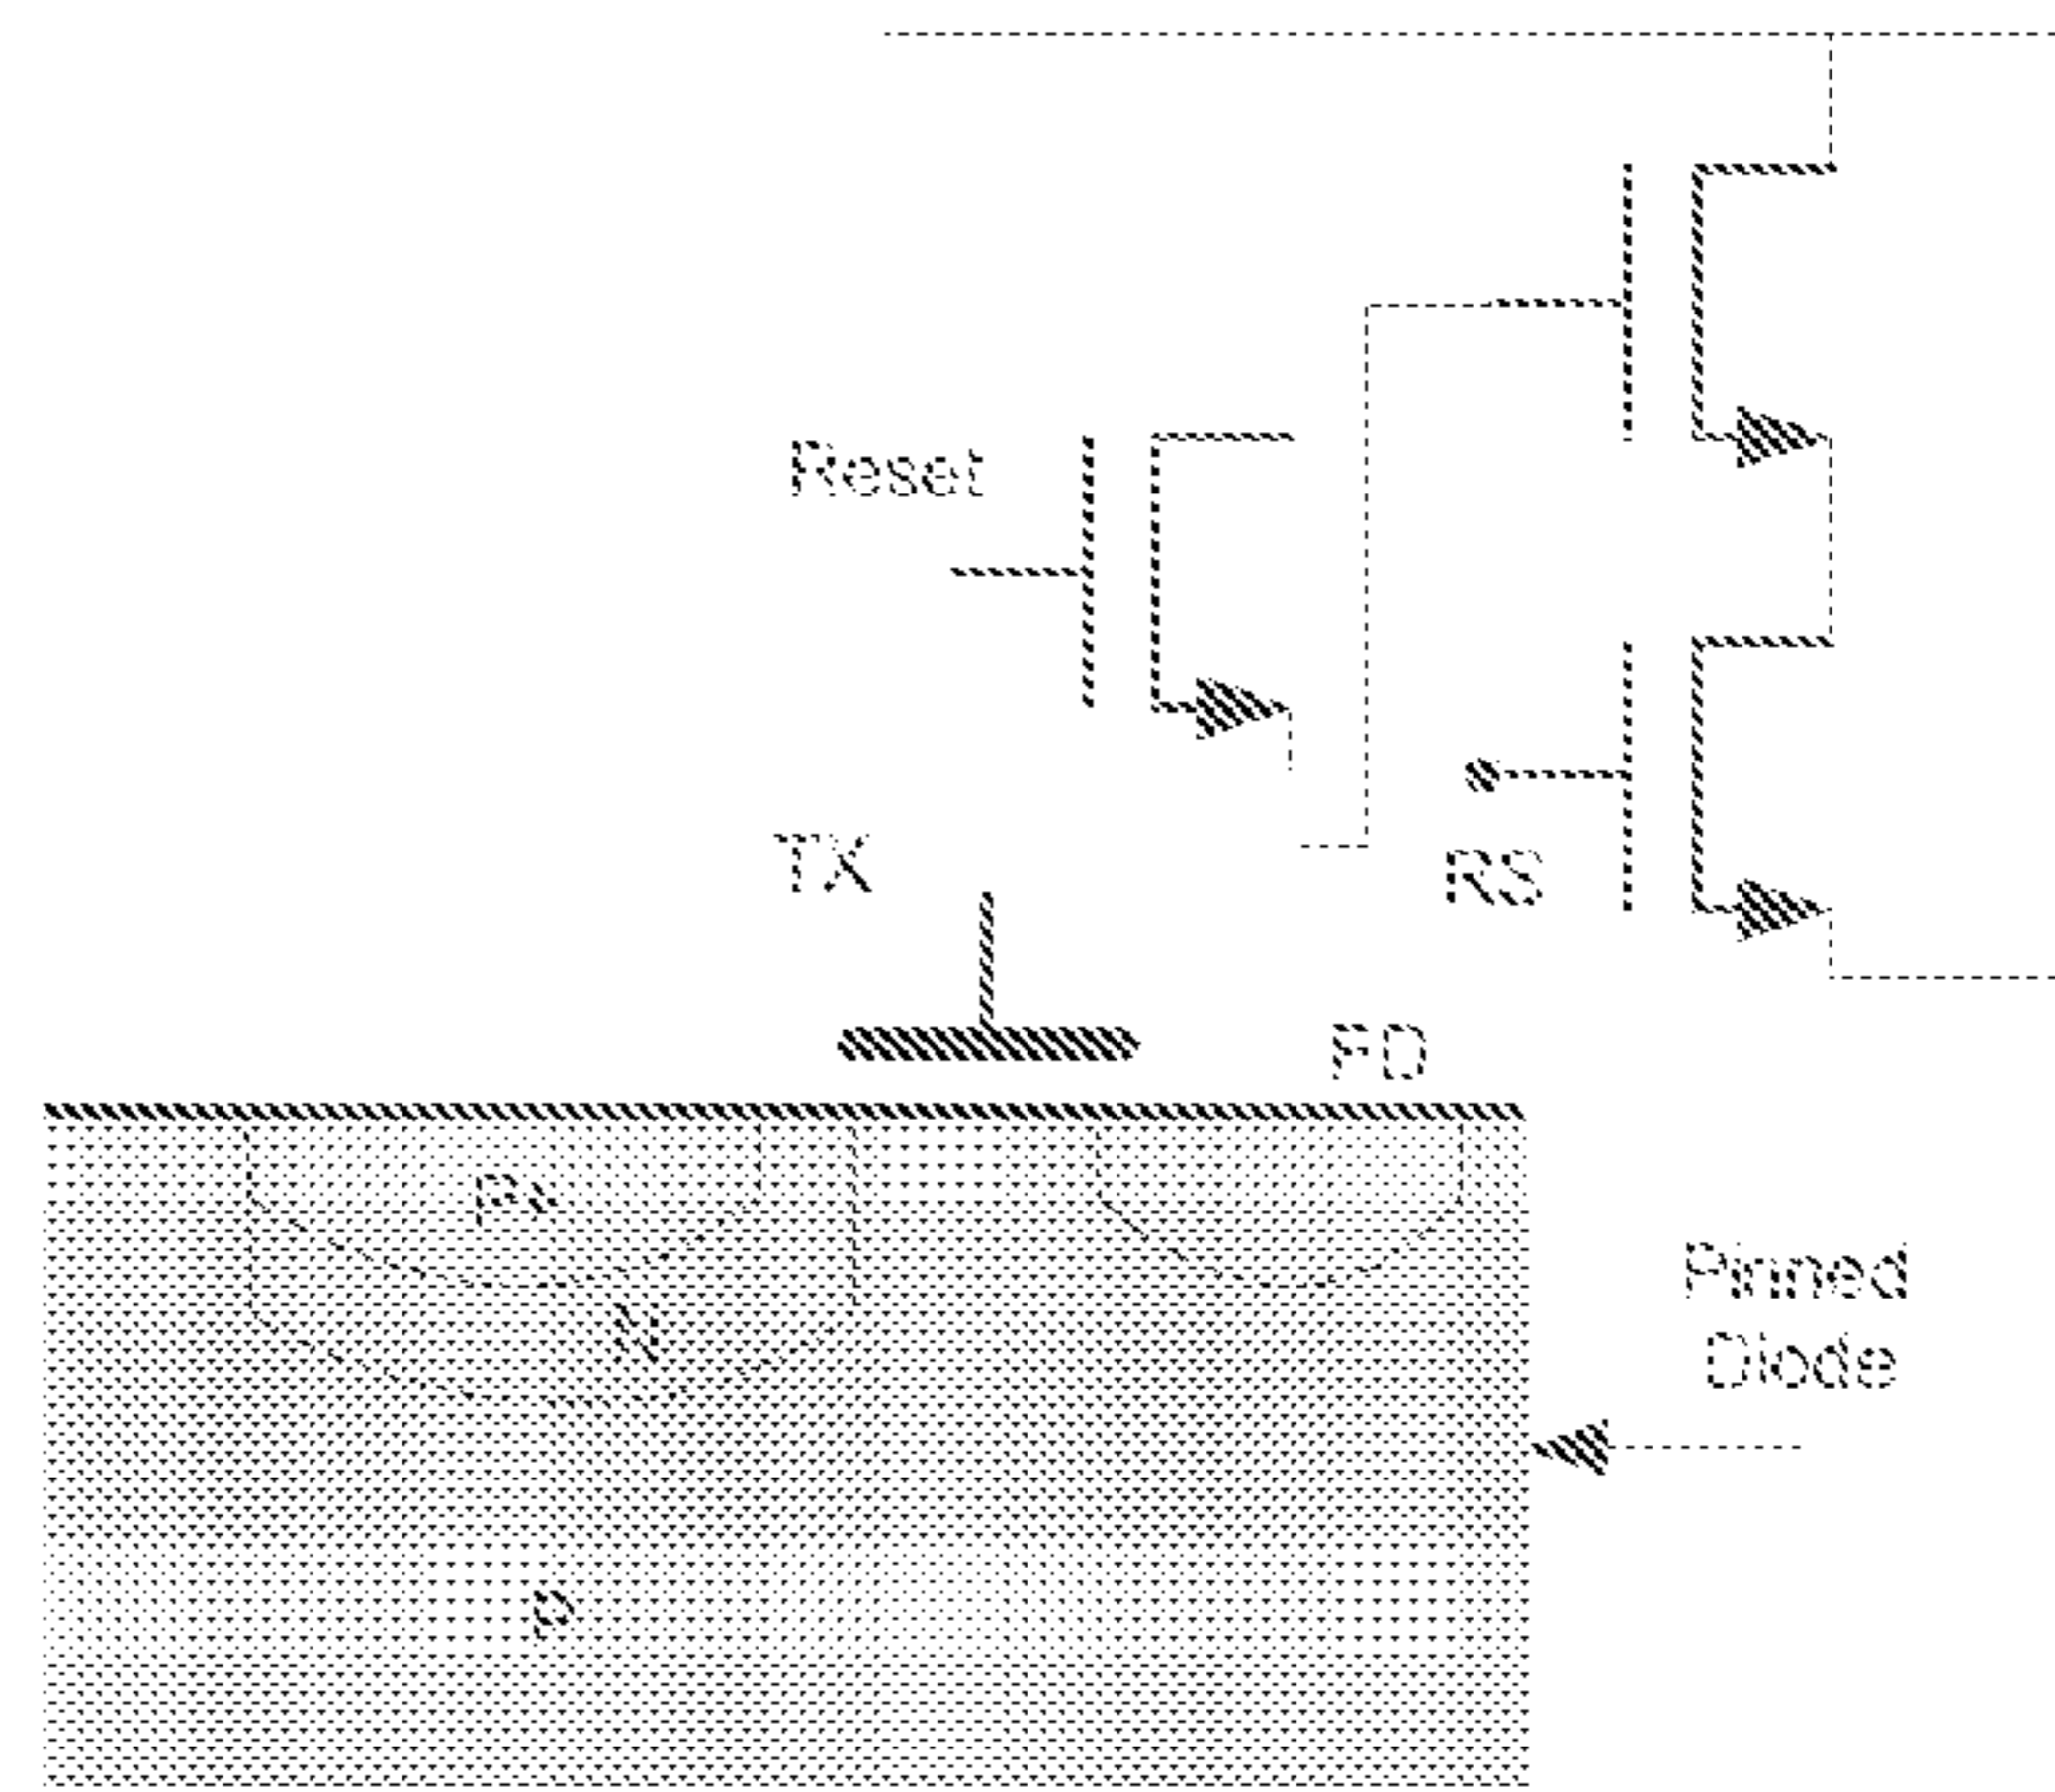 Reset
TX
RS
FD
P+
N
Pinned
Diode
P